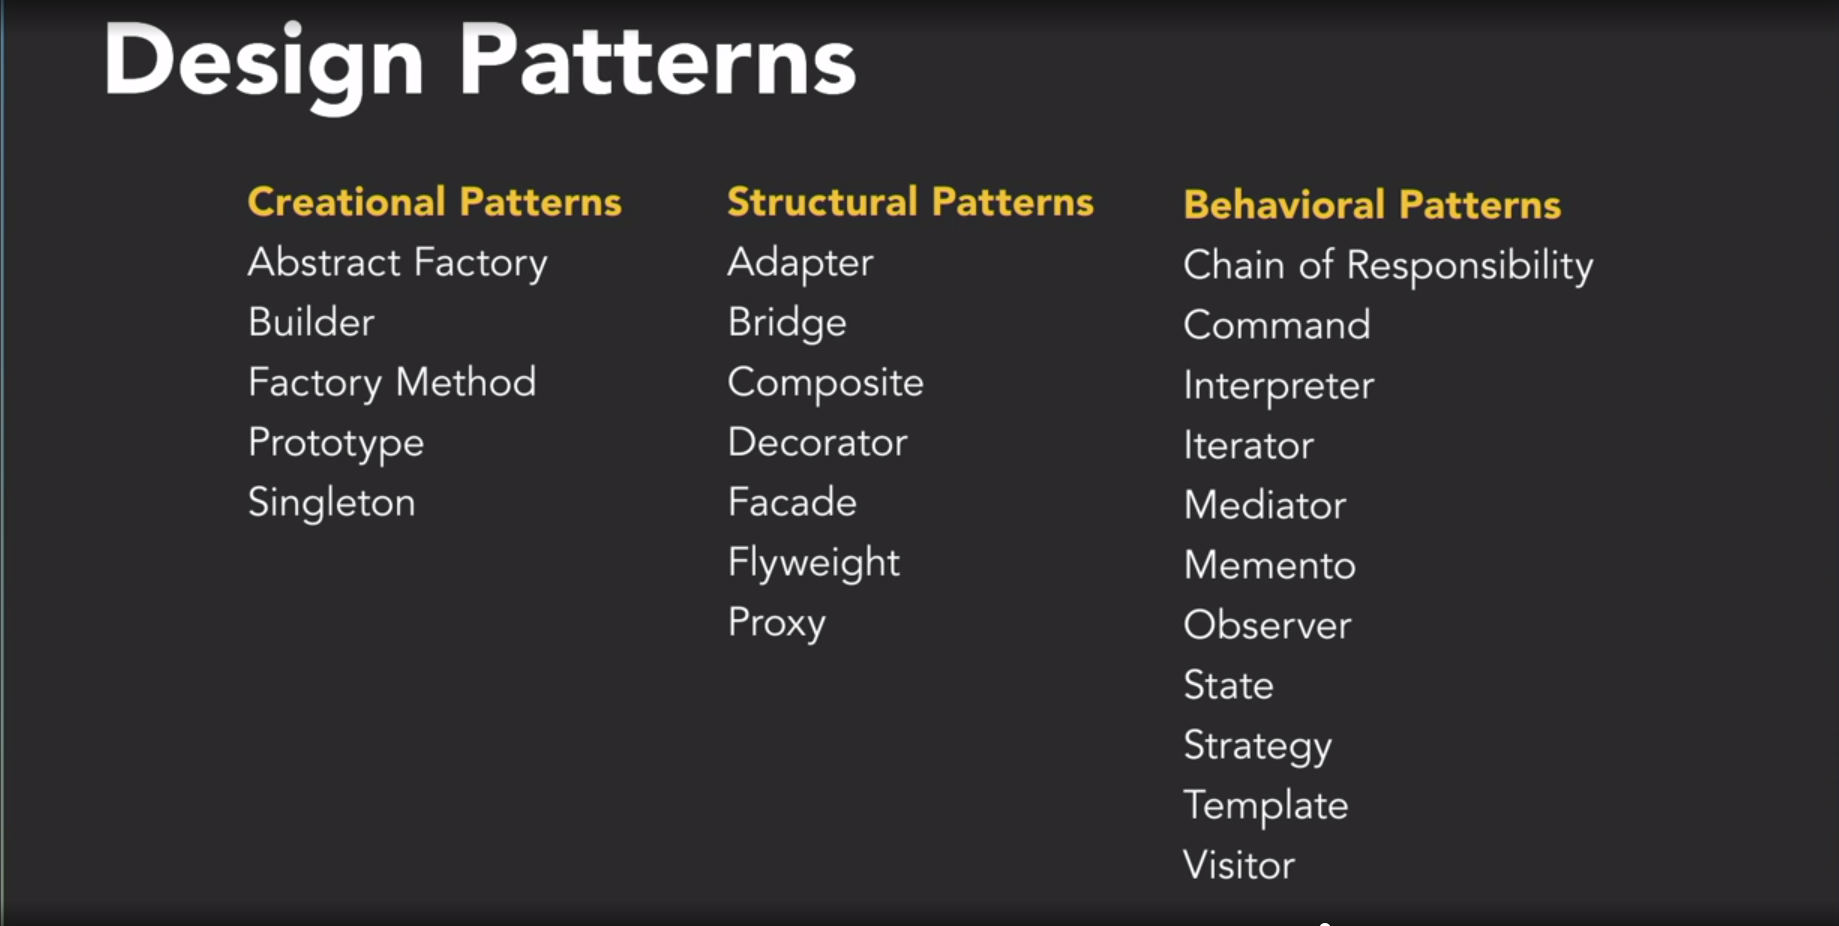 Design Patterns
Creational Patterns
Abstract Factory
Builder
Factory Method
Prototype
Singleton
Structural Patterns
Adapter
Bridge
Composite
Decorator
Facade
Flyweight
Proxy
Behavioral Patterns
Chain of Responsibility
Command
Interpreter
Iterator
Mediator
Memento
Observer
State
Strategy
Template
Visitor